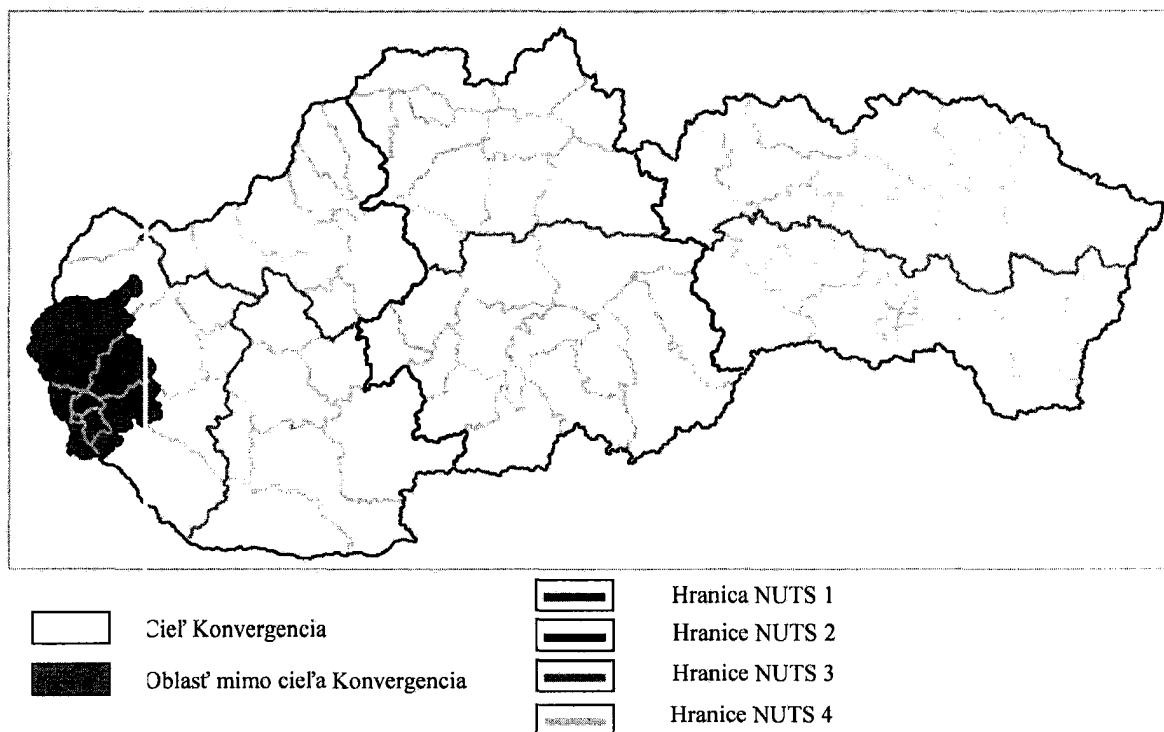 Cieľ Konvergencia
Oblasť mimo cieľa Konvergencia
Hranica NUTS 1
Hranice NUTS 2
Hranice NUTS 3
Hranice NUTS 4